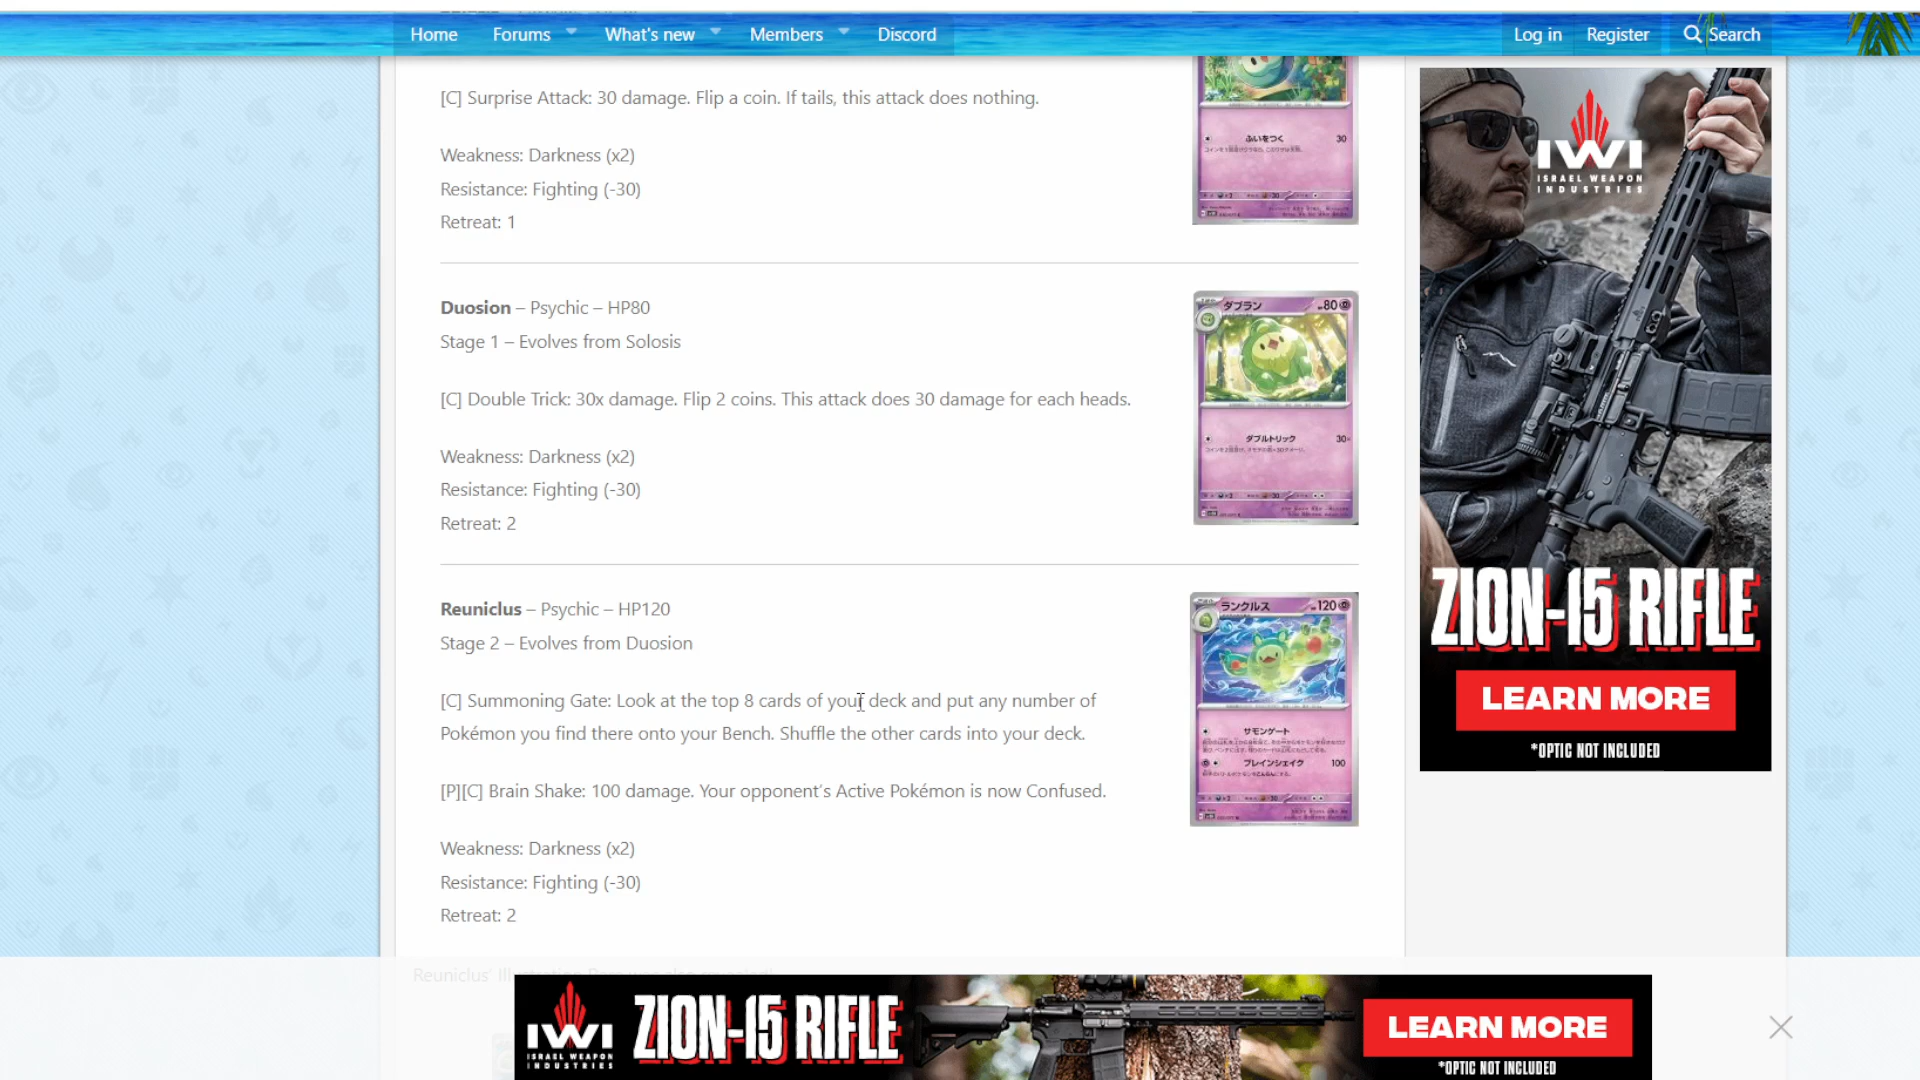 Home Forums What's new Members Discord Log in Register Search
[C] Surprise Attack: 30 damage. Flip a coin. If tails, this attack does nothing.
Weakness: Darkness (x2)
Resistance: Fighting (-30)
Retreat: 1
ふいをつく 30
Duosion – Psychic – HP80
Stage 1 – Evolves from Solosis
[C] Double Trick: 30x damage. Flip 2 coins. This attack does 30 damage for each heads.
Weakness: Darkness (x2)
Resistance: Fighting (-30)
Retreat: 2
ダブラン 80
ダブルトリック 30×
Reuniclus – Psychic – HP120
Stage 2 – Evolves from Duosion
[C] Summoning Gate: Look at the top 8 cards of your deck and put any number of
Pokémon you find there onto your Bench. Shuffle the other cards into your deck.
[P][C] Brain Shake: 100 damage. Your opponent's Active Pokémon is now Confused.
Weakness: Darkness (x2)
Resistance: Fighting (-30)
Retreat: 2
ランクルス 120
サモンゲート
ブレインシェイク 100
IWI
ISRAEL WEAPON
INDUSTRIES
ZION-15 RIFLE
LEARN MORE
*OPTIC NOT INCLUDED
Reuniclus'
IWI
ISRAEL WEAPON
INDUSTRIES
ZION-15 RIFLE
LEARN MORE
*OPTIC NOT INCLUDED